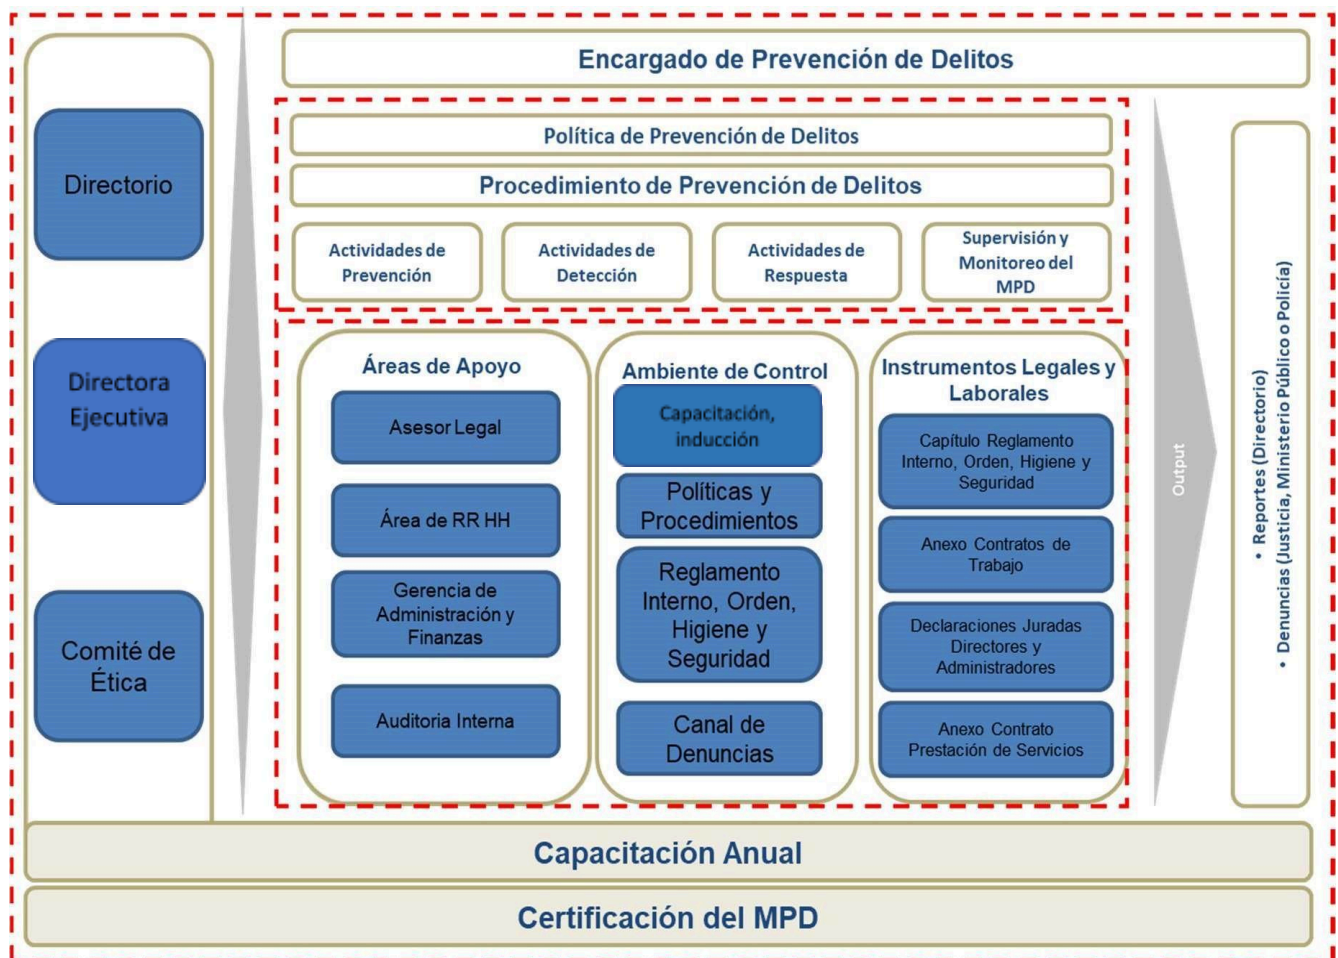 Encargado de Prevención de Delitos
Directorio
Directora
Ejecutiva
Comité de
Ética
Política de Prevención de Delitos
Procedimiento de Prevención de Delitos
Actividades de
Prevención
Actividades de
Detección
Actividades de
Respuesta
Supervisión y
Monitoreo del
MPD
Áreas de Apoyo
Asesor Legal
Área de RR HH
Gerencia de
Administración y
Finanzas
Auditoria Interna
Ambiente de Control
Capacitación,
inducción
Políticas y
Procedimientos
Reglamento
Interno, Orden,
Higiene y
Seguridad
Canal de
Denuncias
Instrumentos Legales y
Laborales
Capítulo Reglamento
Interno, Orden, Higiene y
Seguridad
Anexo Contratos de
Trabajo
Declaraciones Juradas
Directores y
Administradores
Anexo Contrato
Prestación de Servicios
Output
• Reportes (Directorio)
• Denuncias (Justicia, Ministerio Público o Policía)
Capacitación Anual
Certificación del MPD